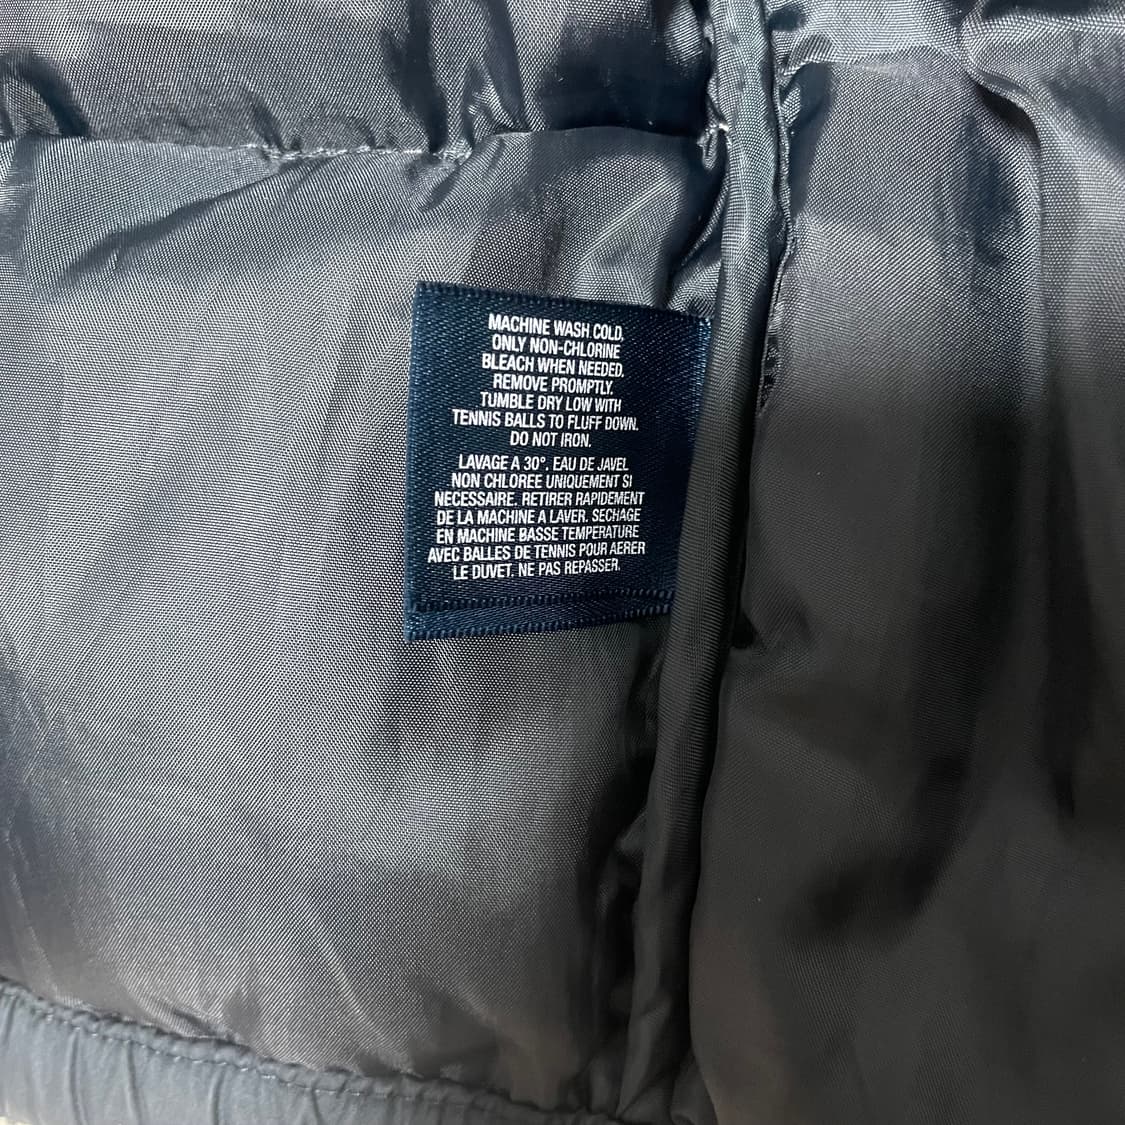 MACHINE WASH COLD,
ONLY NON-CHLORINE
BLEACH WHEN NEEDED.
REMOVE PROMPTLY.
TUMBLE DRY LOW WITH
TENNIS BALLS TO FLUFF DOWN.
DO NOT IRON.
LAVAGE A 30°. EAU DE JAVEL
NON CHLOREE UNIQUEMENT SI
NECESSAIRE. RETIRER RAPIDEMENT
DE LA MACHINE A LAVER. SECHAGE
EN MACHINE BASSE TEMPERATURE
AVEC BALLES DE TENNIS POUR AERER
LE DUVET. NE PAS REPASSER.